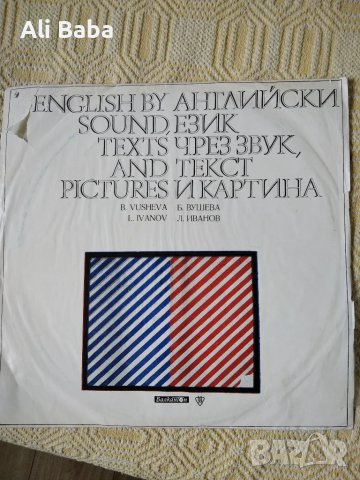 Ali Baba
ENGLISH BY АНГЛИЙСКИ
SOUND, ЕЗИК
TEXTS ЧРЕЗ ЗВУК,
AND ТЕКСТ
PICTURES И КАРТИНА
B. VUSHEVA Б. ВУШЕВА
L. IVANOV Л. ИВАНОВ
Балкантон
BAZAR